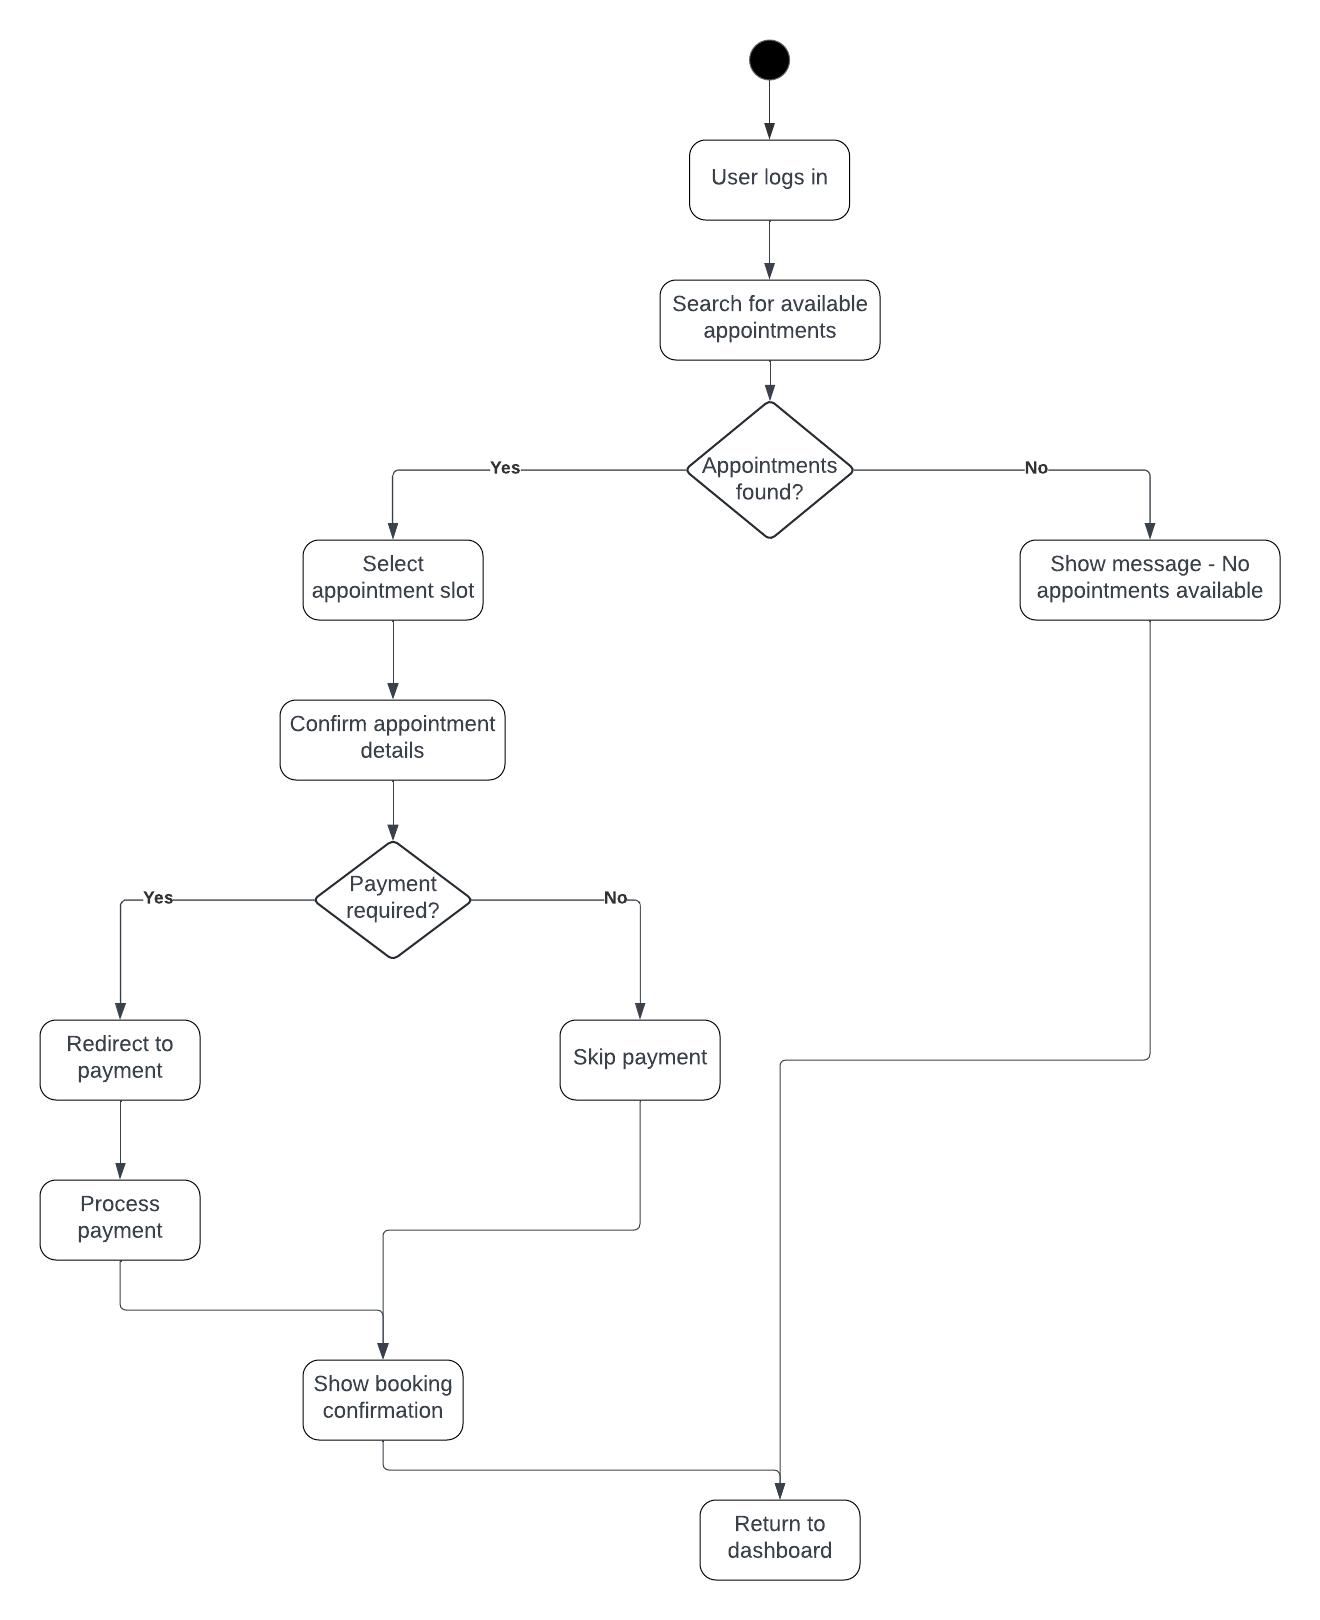 User logs in
Search for available
appointments
Appointments
found?
Yes
No
Select
appointment slot
Show message - No
appointments available
Confirm appointment
details
Payment
required?
Yes
No
Redirect to
payment
Skip payment
Process
payment
Show booking
confirmation
Return to
dashboard